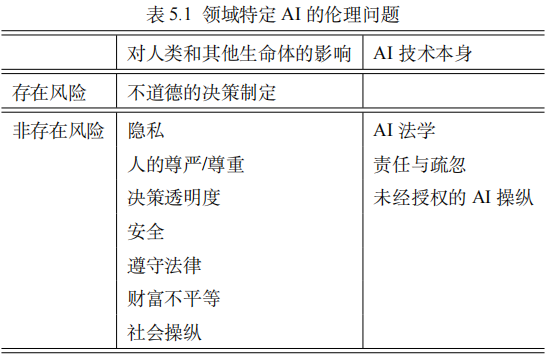 表 5.1 领域特定 AI 的伦理问题
对人类和其他生命体的影响 AI 技术本身
存在风险 不道德的决策制定
非存在风险 隐私 AI 法学
人的尊严/尊重 责任与疏忽
决策透明度 未经授权的 AI 操纵
安全
遵守法律
财富不平等
社会操纵